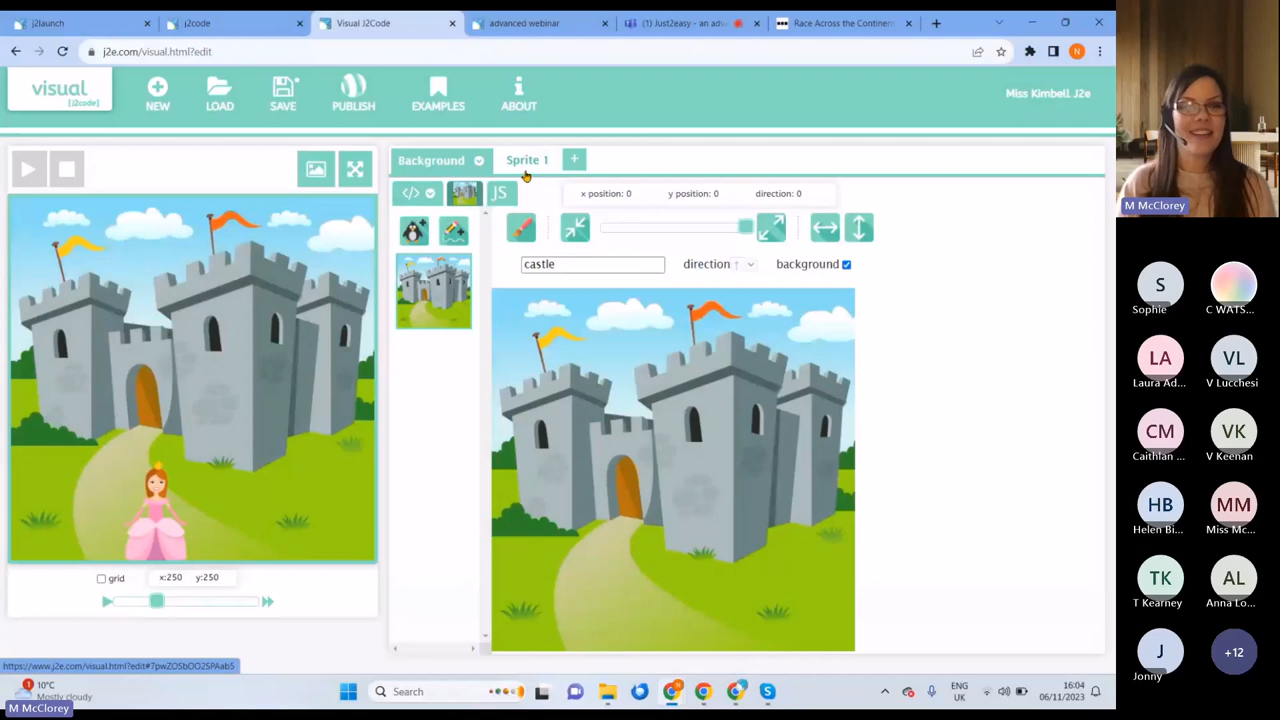 j2launch
j2code
Visual J2Code
advanced webinar
(1) Just2easy - an adv
Race Across the Continen
j2e.com/visual.html?edit
N
visual
[j2code]
NEW
LOAD
SAVE
PUBLISH
EXAMPLES
ABOUT
Miss Kimbell J2e
Background
Sprite 1
+
</>
JS
x position: 0
y position: 0
direction: 0
castle
direction ↑
background
grid
x:250
y:250
https://www.j2e.com/visual.html?edit#7pwZOSbOO2SPAab5
1
10°C
Mostly cloudy
Search
ENG
UK
16:04
06/11/2023
M McClorey
M McClorey
S
Sophie
C WATS...
LA
Laura Ad...
VL
V Lucchesi
CM
Caithlan ...
VK
V Keenan
HB
Helen Bi...
MM
Miss Mc...
TK
T Kearney
AL
Anna Lo...
J
Jonny
+12